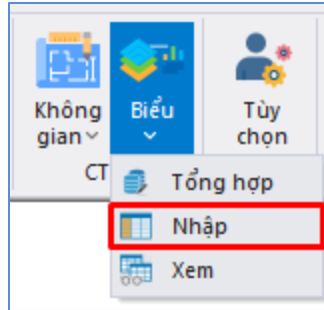 Không gian
Biểu
Tùy chọn
CT
Tổng hợp
Nhập
Xem